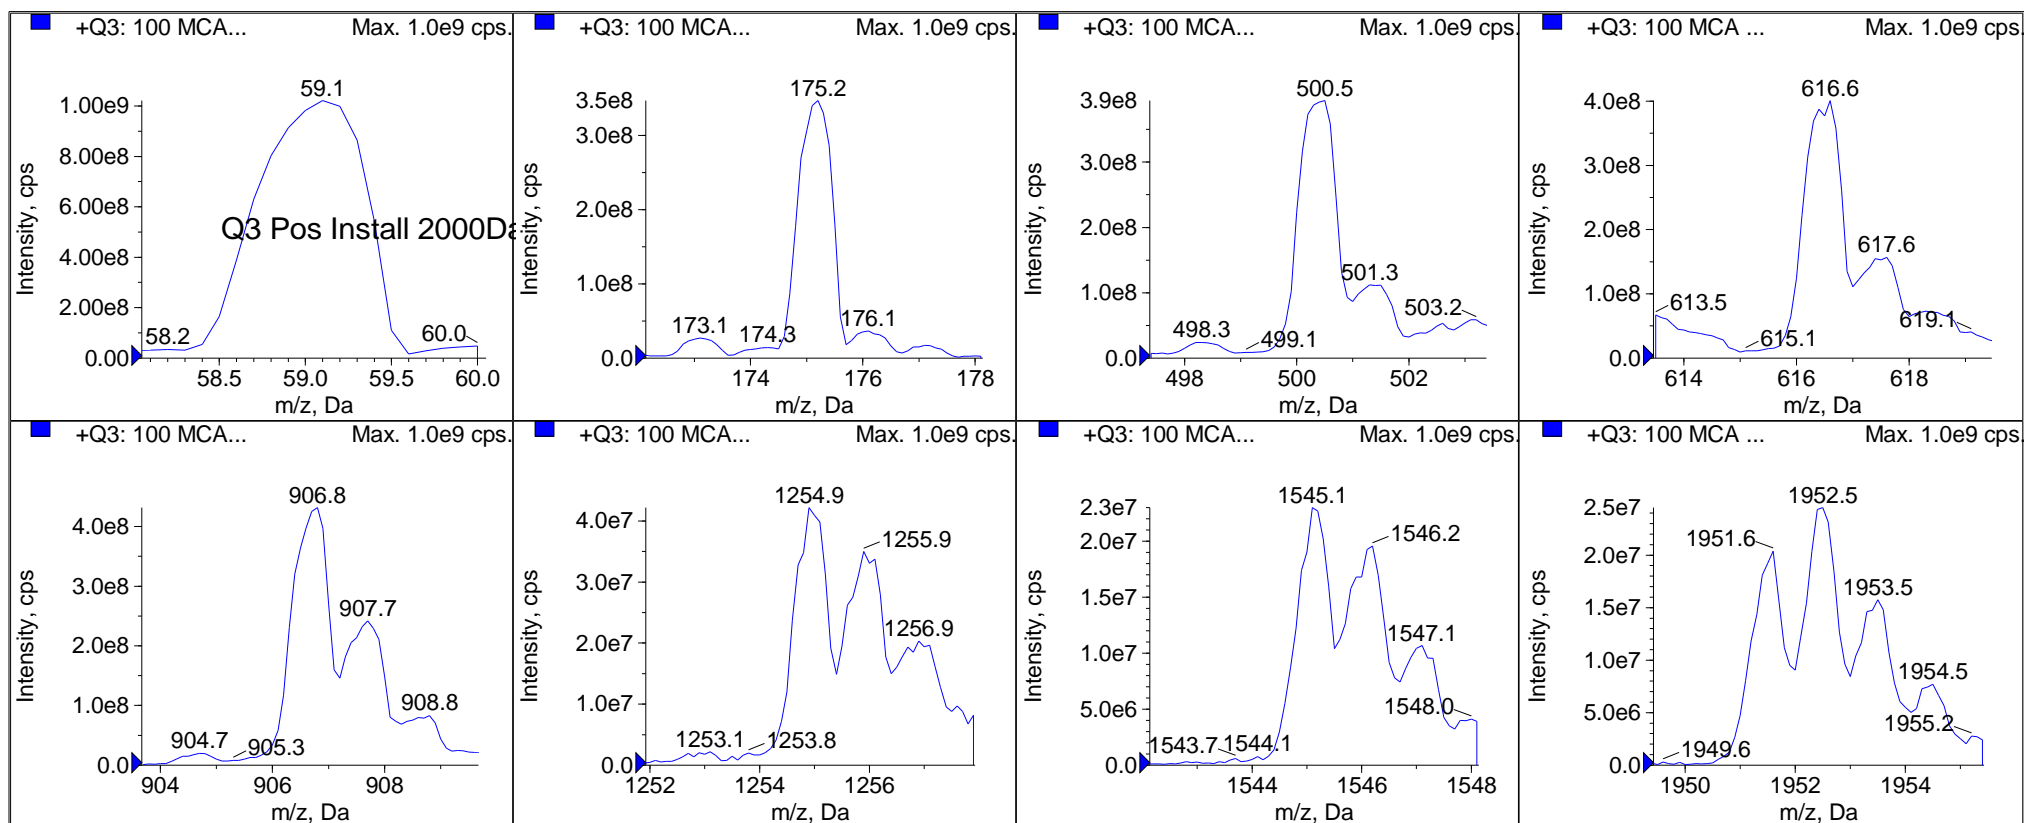 +Q3: 100 MCA... Max. 1.0e9 cps.
59.1
1.00e9
8.00e8
6.00e8
4.00e8
2.00e8
0.00
Intensity, cps
Q3 Pos Install 2000Da
58.2
60.0
58.5 59.0 59.5 60.0
m/z, Da
+Q3: 100 MCA... Max. 1.0e9 cps.
175.2
3.5e8
3.0e8
2.0e8
1.0e8
0.0
Intensity, cps
173.1
174.3
176.1
174 176 178
m/z, Da
+Q3: 100 MCA... Max. 1.0e9 cps.
500.5
3.9e8
3.0e8
2.0e8
1.0e8
0.0
Intensity, cps
501.3
503.2
498.3
499.1
498 500 502
m/z, Da
+Q3: 100 MCA ... Max. 1.0e9 cps.
616.6
4.0e8
3.0e8
2.0e8
1.0e8
0.0
Intensity, cps
617.6
613.5
619.1
615.1
614 616 618
m/z, Da
+Q3: 100 MCA... Max. 1.0e9 cps.
906.8
4.0e8
3.0e8
2.0e8
1.0e8
0.0
Intensity, cps
907.7
908.8
904.7
905.3
904 906 908
m/z, Da
+Q3: 100 MCA... Max. 1.0e9 cps.
1254.9
4.0e7
3.0e7
2.0e7
1.0e7
0.0
Intensity, cps
1255.9
1256.9
1253.1
1253.8
1252 1254 1256
m/z, Da
+Q3: 100 MCA... Max. 1.0e9 cps.
1545.1
2.3e7
2.0e7
1.5e7
1.0e7
5.0e6
0.0
Intensity, cps
1546.2
1547.1
1548.0
1543.7
1544.1
1544 1546 1548
m/z, Da
+Q3: 100 MCA ... Max. 1.0e9 cps.
1952.5
2.5e7
2.0e7
1.5e7
1.0e7
5.0e6
0.0
Intensity, cps
1951.6
1953.5
1954.5
1955.2
1949.6
1950 1952 1954
m/z, Da